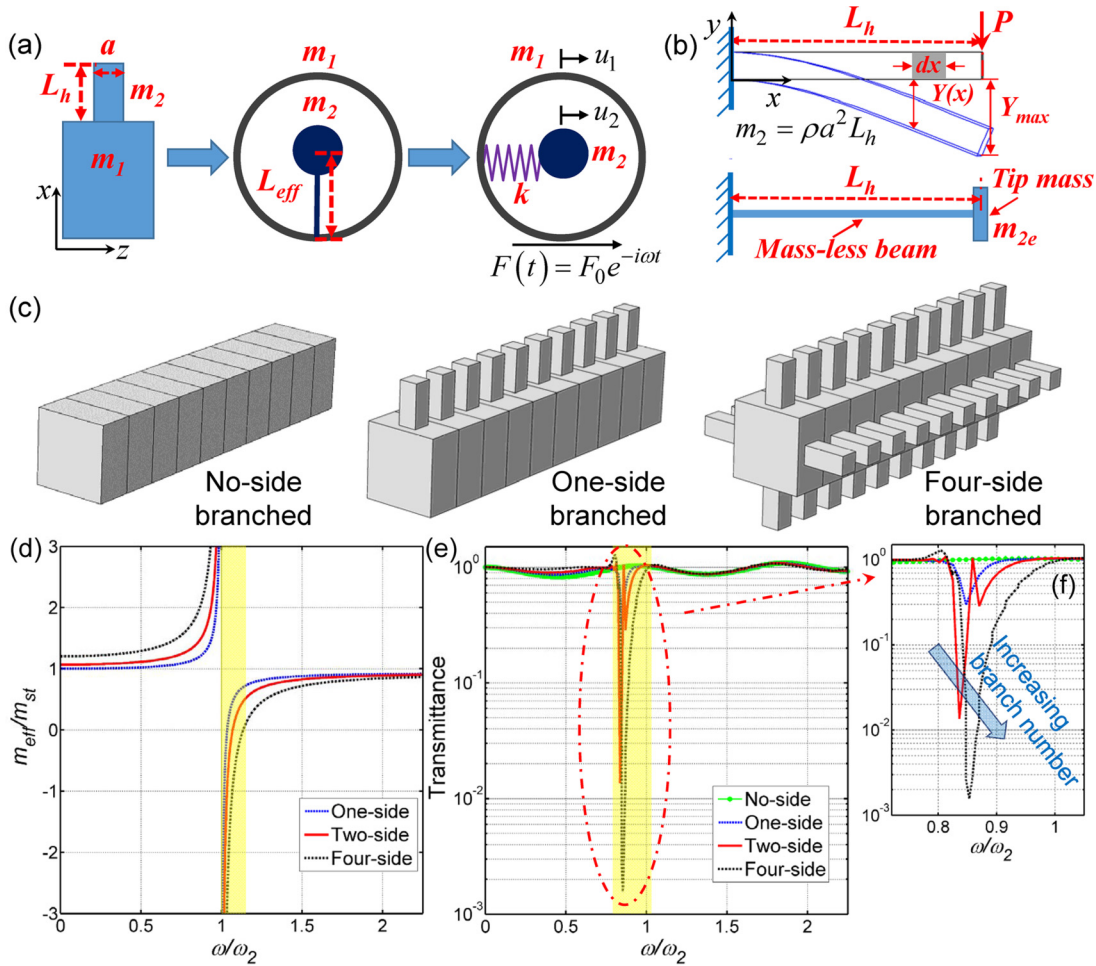 (a)
a
L_h
m_2
m_1
x
z
m_1
m_2
L_eff
m_1
u_1
u_2
m_2
k
F(t) = F_0e^{-iωt}
(b)
y
L_h
P
dx
x
Y(x)
Y_max
m_2 = ρa^2L_h
L_h
Tip mass
m_2e
Mass-less beam
(c)
No-side
branched
One-side
branched
Four-side
branched
(d)
m_eff/m_st
3
2
1
0
-1
-2
-3
0 0.5 1 1.5 2
ω/ω_2
One-side
Two-side
Four-side
(e)
Transmittance
10^0
10^-1
10^-2
10^-3
0 0.5 1 1.5 2
ω/ω_2
No-side
One-side
Two-side
Four-side
(f)
10^0
10^-1
10^-2
10^-3
0.8 0.9 1
ω/ω_2
Increasing
branch number